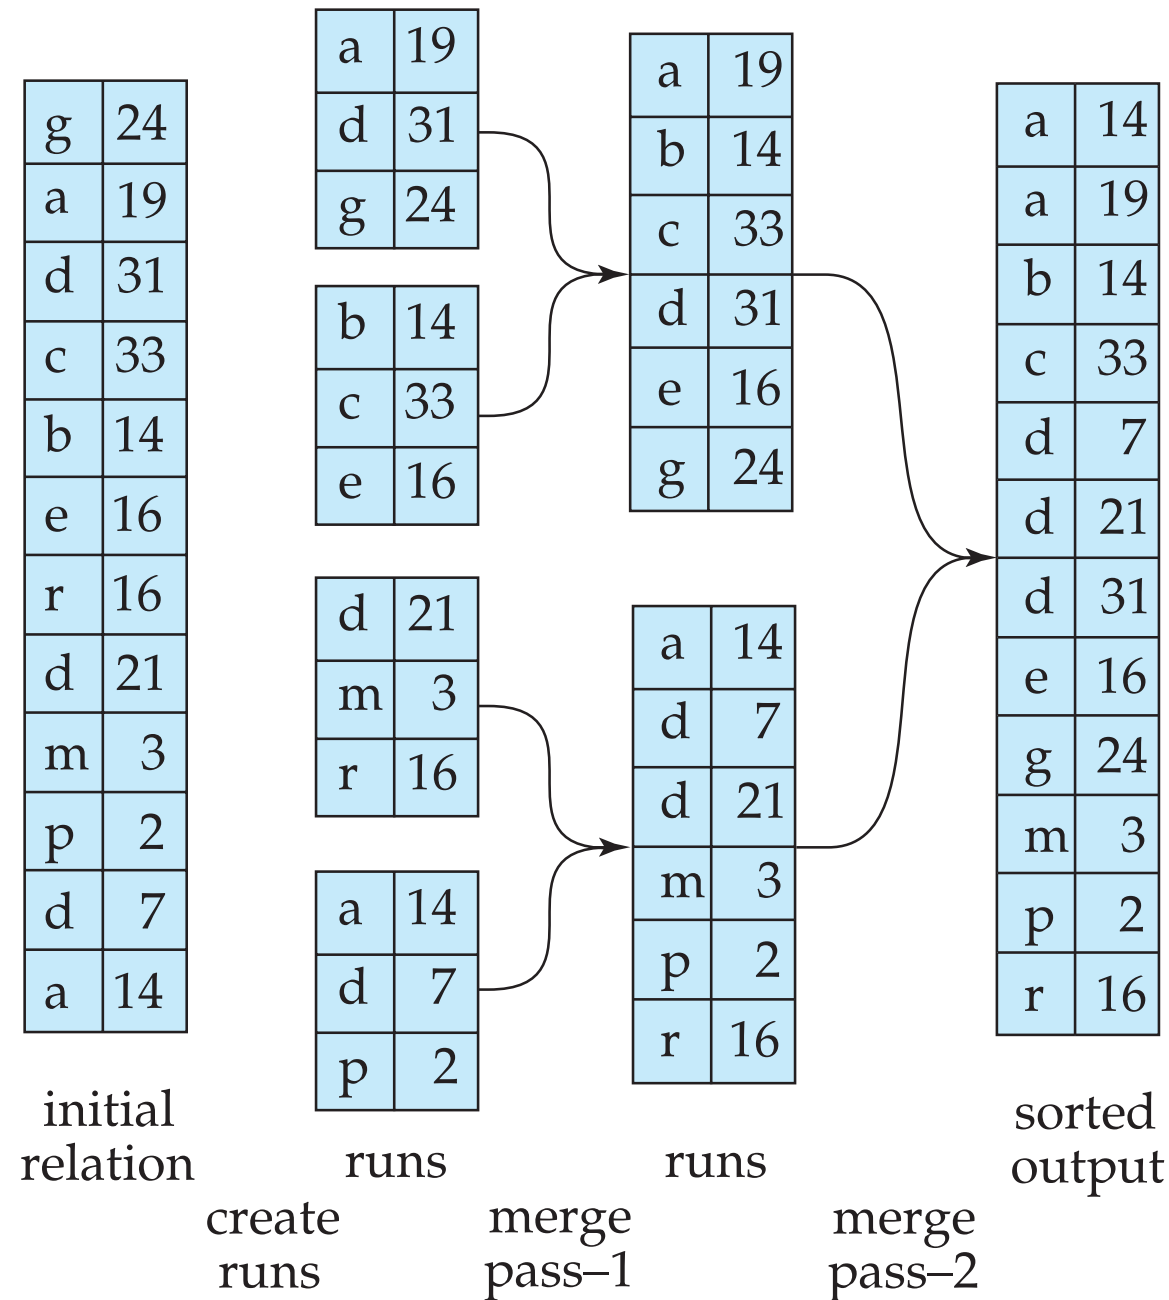 g 24
a 19
d 31
c 33
b 14
e 16
r 16
d 21
m 3
p 2
d 7
a 14
initial
relation
a 19
d 31
g 24
b 14
c 33
e 16
d 21
m 3
r 16
a 14
d 7
p 2
runs
create
runs
a 19
b 14
c 33
d 31
e 16
g 24
a 14
d 7
d 21
m 3
p 2
r 16
runs
merge
pass–1
a 14
a 19
b 14
c 33
d 7
d 21
d 31
e 16
g 24
m 3
p 2
r 16
sorted
output
merge
pass–2